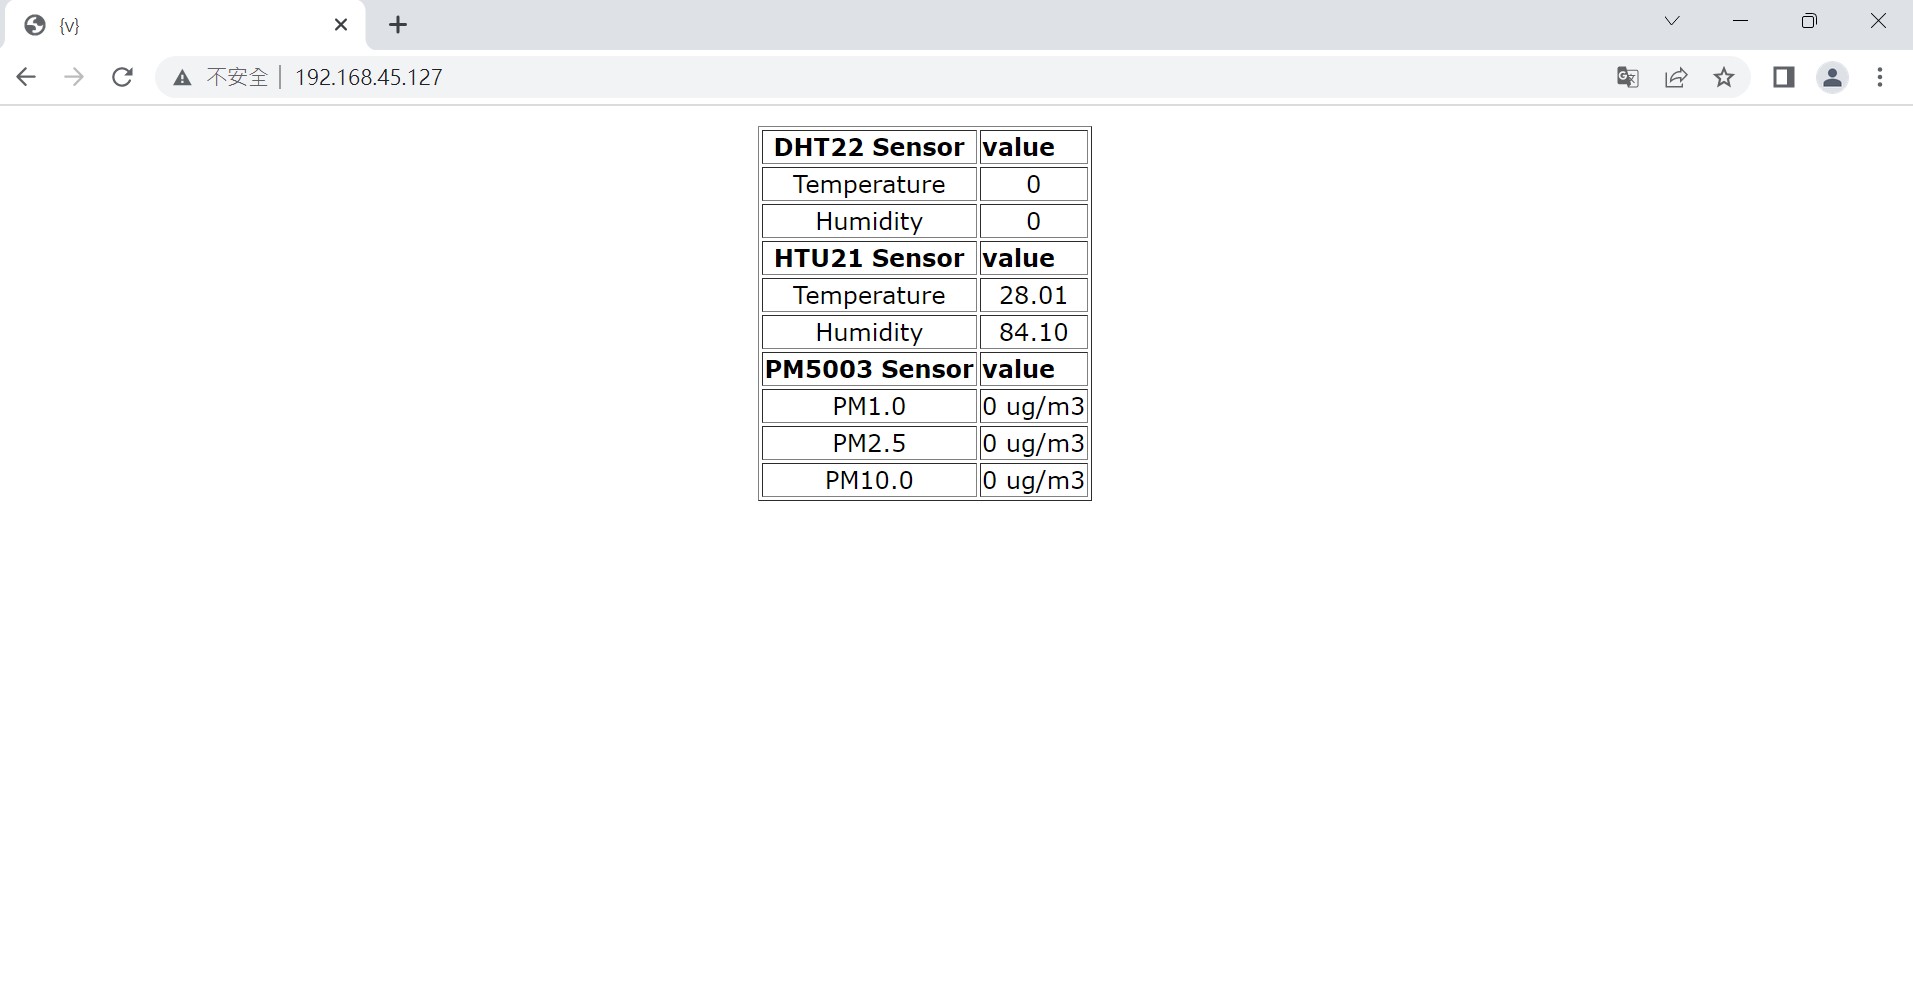 {v}
不安全 192.168.45.127
DHT22 Sensor value
Temperature 0
Humidity 0
HTU21 Sensor value
Temperature 28.01
Humidity 84.10
PM5003 Sensor value
PM1.0 0 ug/m3
PM2.5 0 ug/m3
PM10.0 0 ug/m3